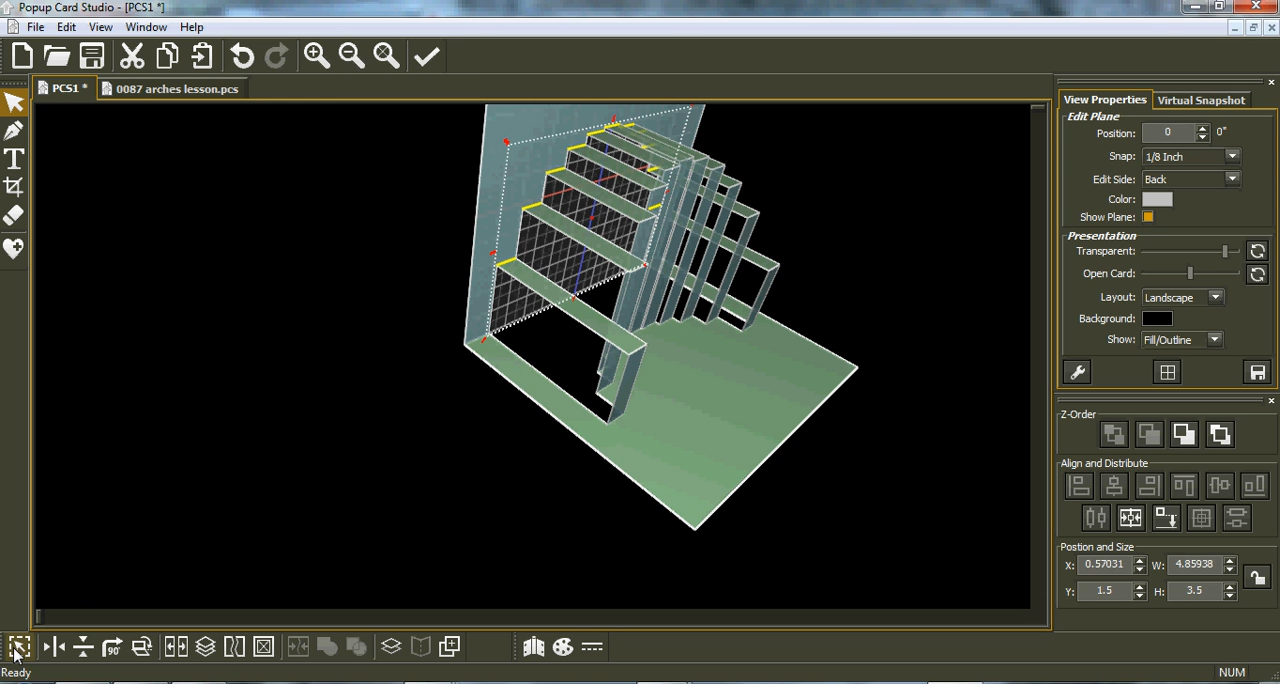 Popup Card Studio - [PCS1 *]
File Edit View Window Help
PCS1 * 0087 arches lesson.pcs
View Properties Virtual Snapshot
Edit Plane
Position: 0 0"
Snap: 1/8 Inch
Edit Side: Back
Color:
Show Plane:
Presentation
Transparent:
Open Card:
Layout: Landscape
Background:
Show: Fill/Outline
Z-Order
Align and Distribute
Postion and Size
X: 0.57031 W: 4.85938
Y: 1.5 H: 3.5
90°
Ready NUM